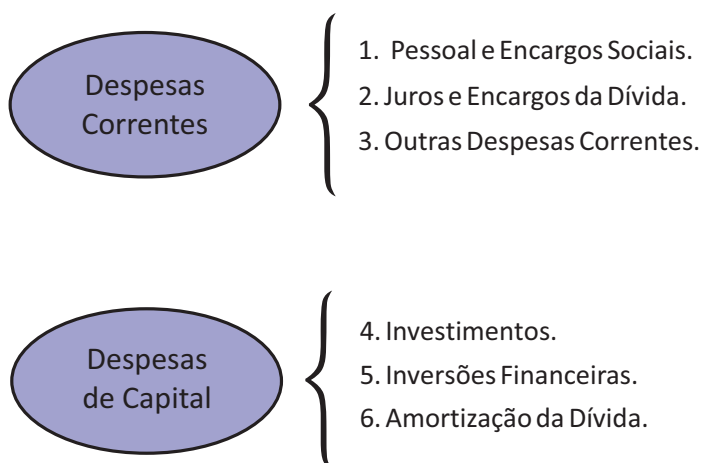 Despesas
Correntes
1. Pessoal e Encargos Sociais.
2. Juros e Encargos da Dívida.
3. Outras Despesas Correntes.
Despesas
de Capital
4. Investimentos.
5. Inversões Financeiras.
6. Amortização da Dívida.